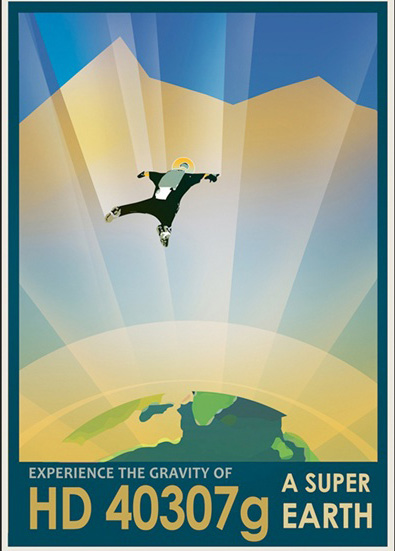 EXPERIENCE THE GRAVITY OF
HD 40307g
A SUPER
EARTH